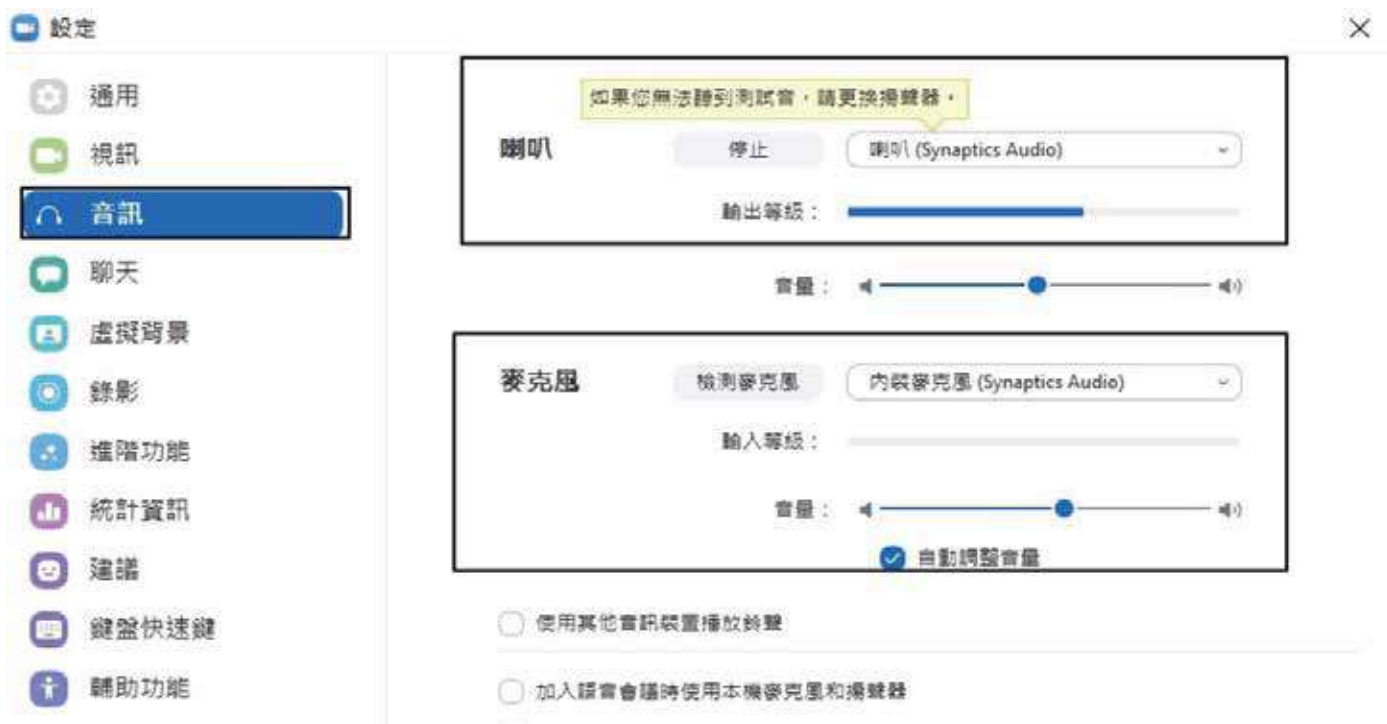 設定
通用
視訊
音訊
聊天
虛擬背景
錄影
進階功能
統計資訊
建議
鍵盤快速鍵
輔助功能
如果您無法聽到測試音，請更換揚聲器。
喇叭
停止
喇叭 (Synaptics Audio)
輸出等級：
音量：
麥克風
檢測麥克風
內裝麥克風 (Synaptics Audio)
輸入等級：
音量：
自動調整音量
使用其他音訊裝置播放鈴聲
加入語音會議時使用本機麥克風和揚聲器